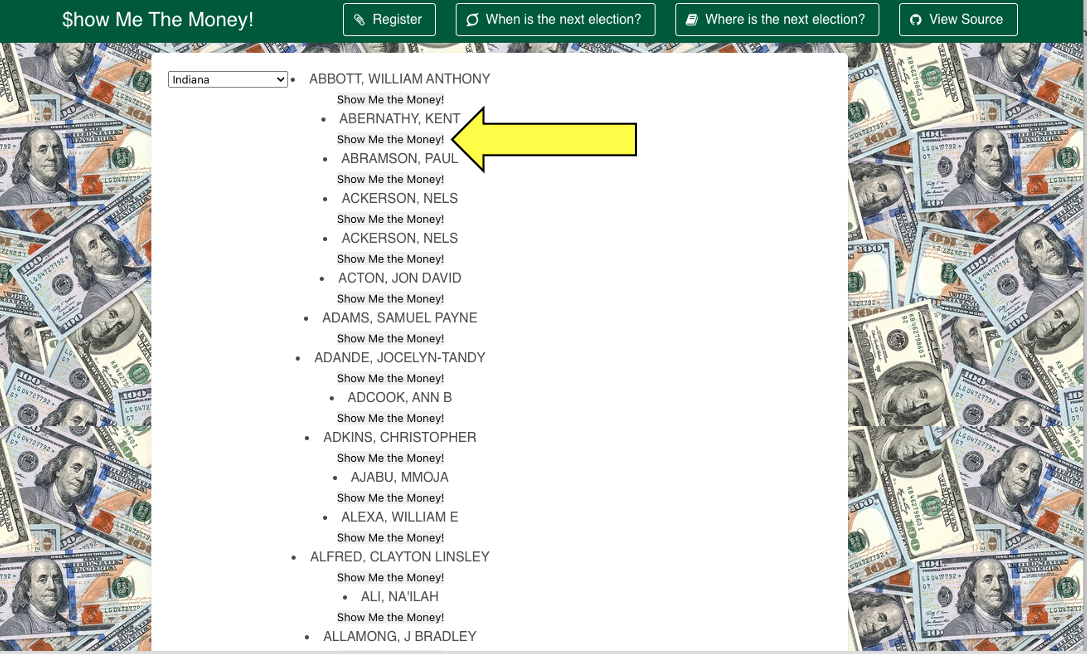 $how Me The Money!
Register
When is the next election?
Where is the next election?
View Source
Indiana
ABBOTT, WILLIAM ANTHONY
Show Me the Money!
ABERNATHY, KENT
Show Me the Money!
ABRAMSON, PAUL
Show Me the Money!
ACKERSON, NELS
Show Me the Money!
ACKERSON, NELS
Show Me the Money!
ACTON, JON DAVID
Show Me the Money!
ADAMS, SAMUEL PAYNE
Show Me the Money!
ADANDE, JOCELYN-TANDY
Show Me the Money!
ADCOOK, ANN B
Show Me the Money!
ADKINS, CHRISTOPHER
Show Me the Money!
AJABU, MMOJA
Show Me the Money!
ALEXA, WILLIAM E
Show Me the Money!
ALFRED, CLAYTON LINSLEY
Show Me the Money!
ALI, NA'ILAH
Show Me the Money!
ALLAMONG, J BRADLEY